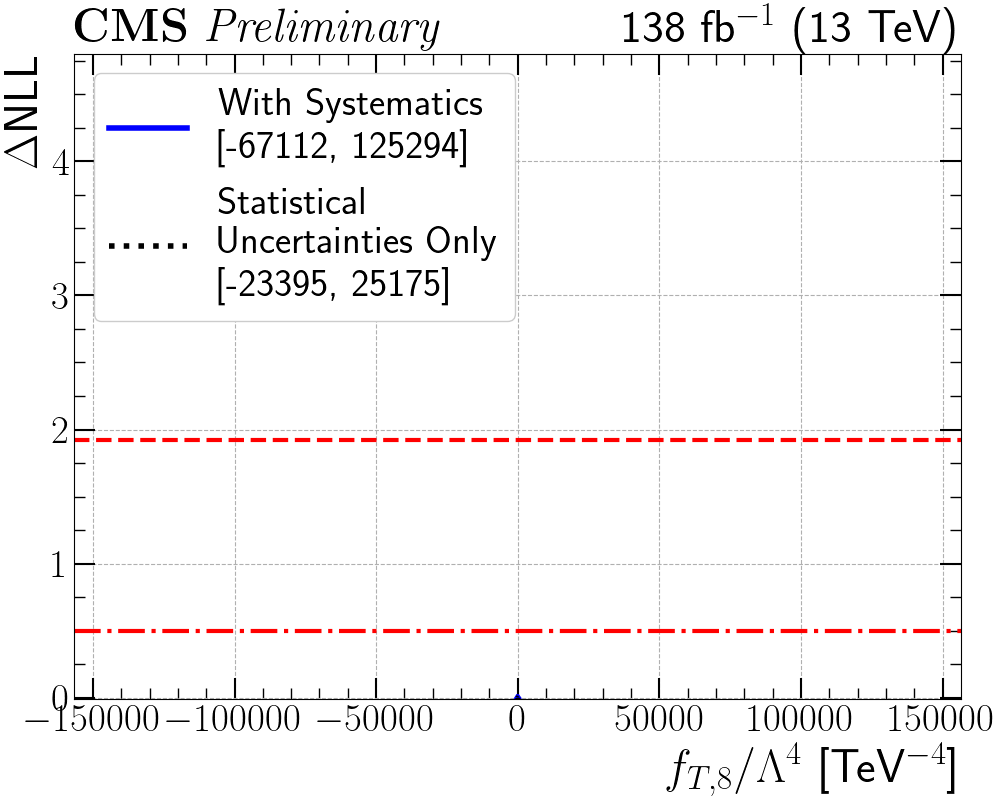 CMS Preliminary 138 fb⁻¹ (13 TeV)
ΔNLL
With Systematics
[-67112, 125294]
Statistical
Uncertainties Only
[-23395, 25175]
4
3
2
1
0
−150000 −100000 −50000 0 50000 100000 150000
f_{T,8}/Λ⁴ [TeV⁻⁴]